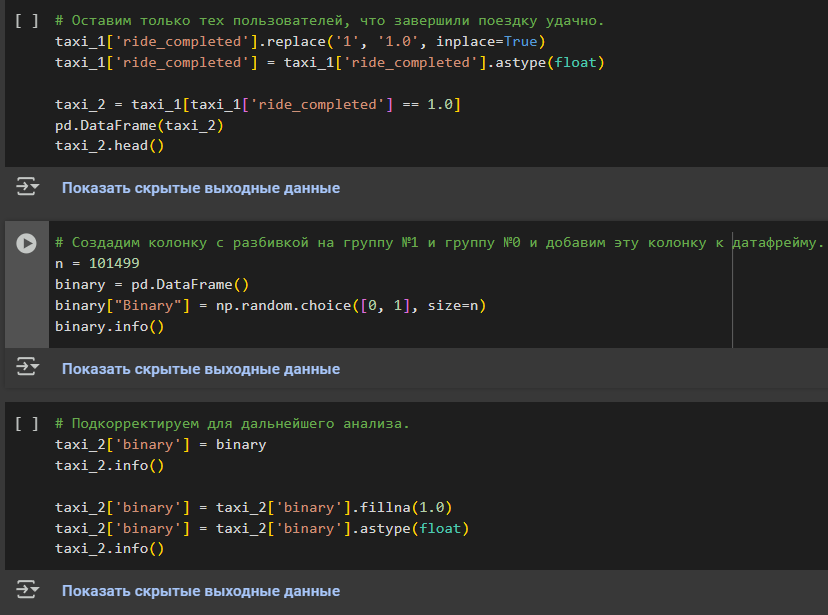 [ ] # Оставим только тех пользователей, что завершили поездку удачно.
taxi_1['ride_completed'].replace('1', '1.0', inplace=True)
taxi_1['ride_completed'] = taxi_1['ride_completed'].astype(float)
taxi_2 = taxi_1[taxi_1['ride_completed'] == 1.0]
pd.DataFrame(taxi_2)
taxi_2.head()
Показать скрытые выходные данные
# Создадим колонку с разбивкой на группу №1 и группу №0 и добавим эту колонку к датафрейму.
n = 101499
binary = pd.DataFrame()
binary["Binary"] = np.random.choice([0, 1], size=n)
binary.info()
Показать скрытые выходные данные
[ ] # Подкорректируем для дальнейшего анализа.
taxi_2['binary'] = binary
taxi_2.info()
taxi_2['binary'] = taxi_2['binary'].fillna(1.0)
taxi_2['binary'] = taxi_2['binary'].astype(float)
taxi_2.info()
Показать скрытые выходные данные